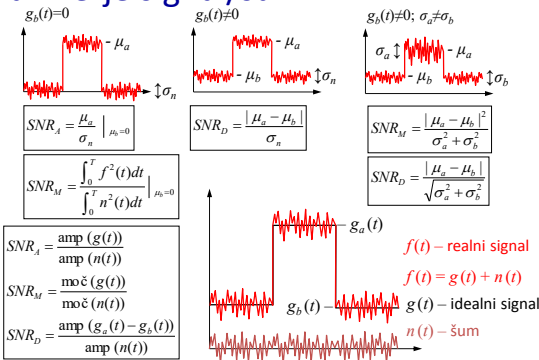 g_b(t)=0
μ_a
σ_n
SNR_A = μ_a / σ_n | μ_b=0
SNR_M = ∫_0^T f²(t)dt / ∫_0^T n²(t)dt | μ_b=0
g_b(t)≠0
μ_a
μ_b
σ_n
SNR_D = | μ_a − μ_b | / σ_n
g_b(t)≠0; σ_a≠σ_b
σ_a
μ_a
μ_b
σ_b
SNR_M = | μ_a − μ_b |² / σ_a² + σ_b²
SNR_D = | μ_a − μ_b | / √σ_a² + σ_b²
SNR_A = amp (g(t)) / amp (n(t))
SNR_M = moč (g(t)) / moč (n(t))
SNR_D = amp (g_a(t) − g_b(t)) / amp (n(t))
g_a(t)
g_b(t)
f(t) – realni signal
f(t) = g(t) + n(t)
g(t) – idealni signal
n(t) – šum